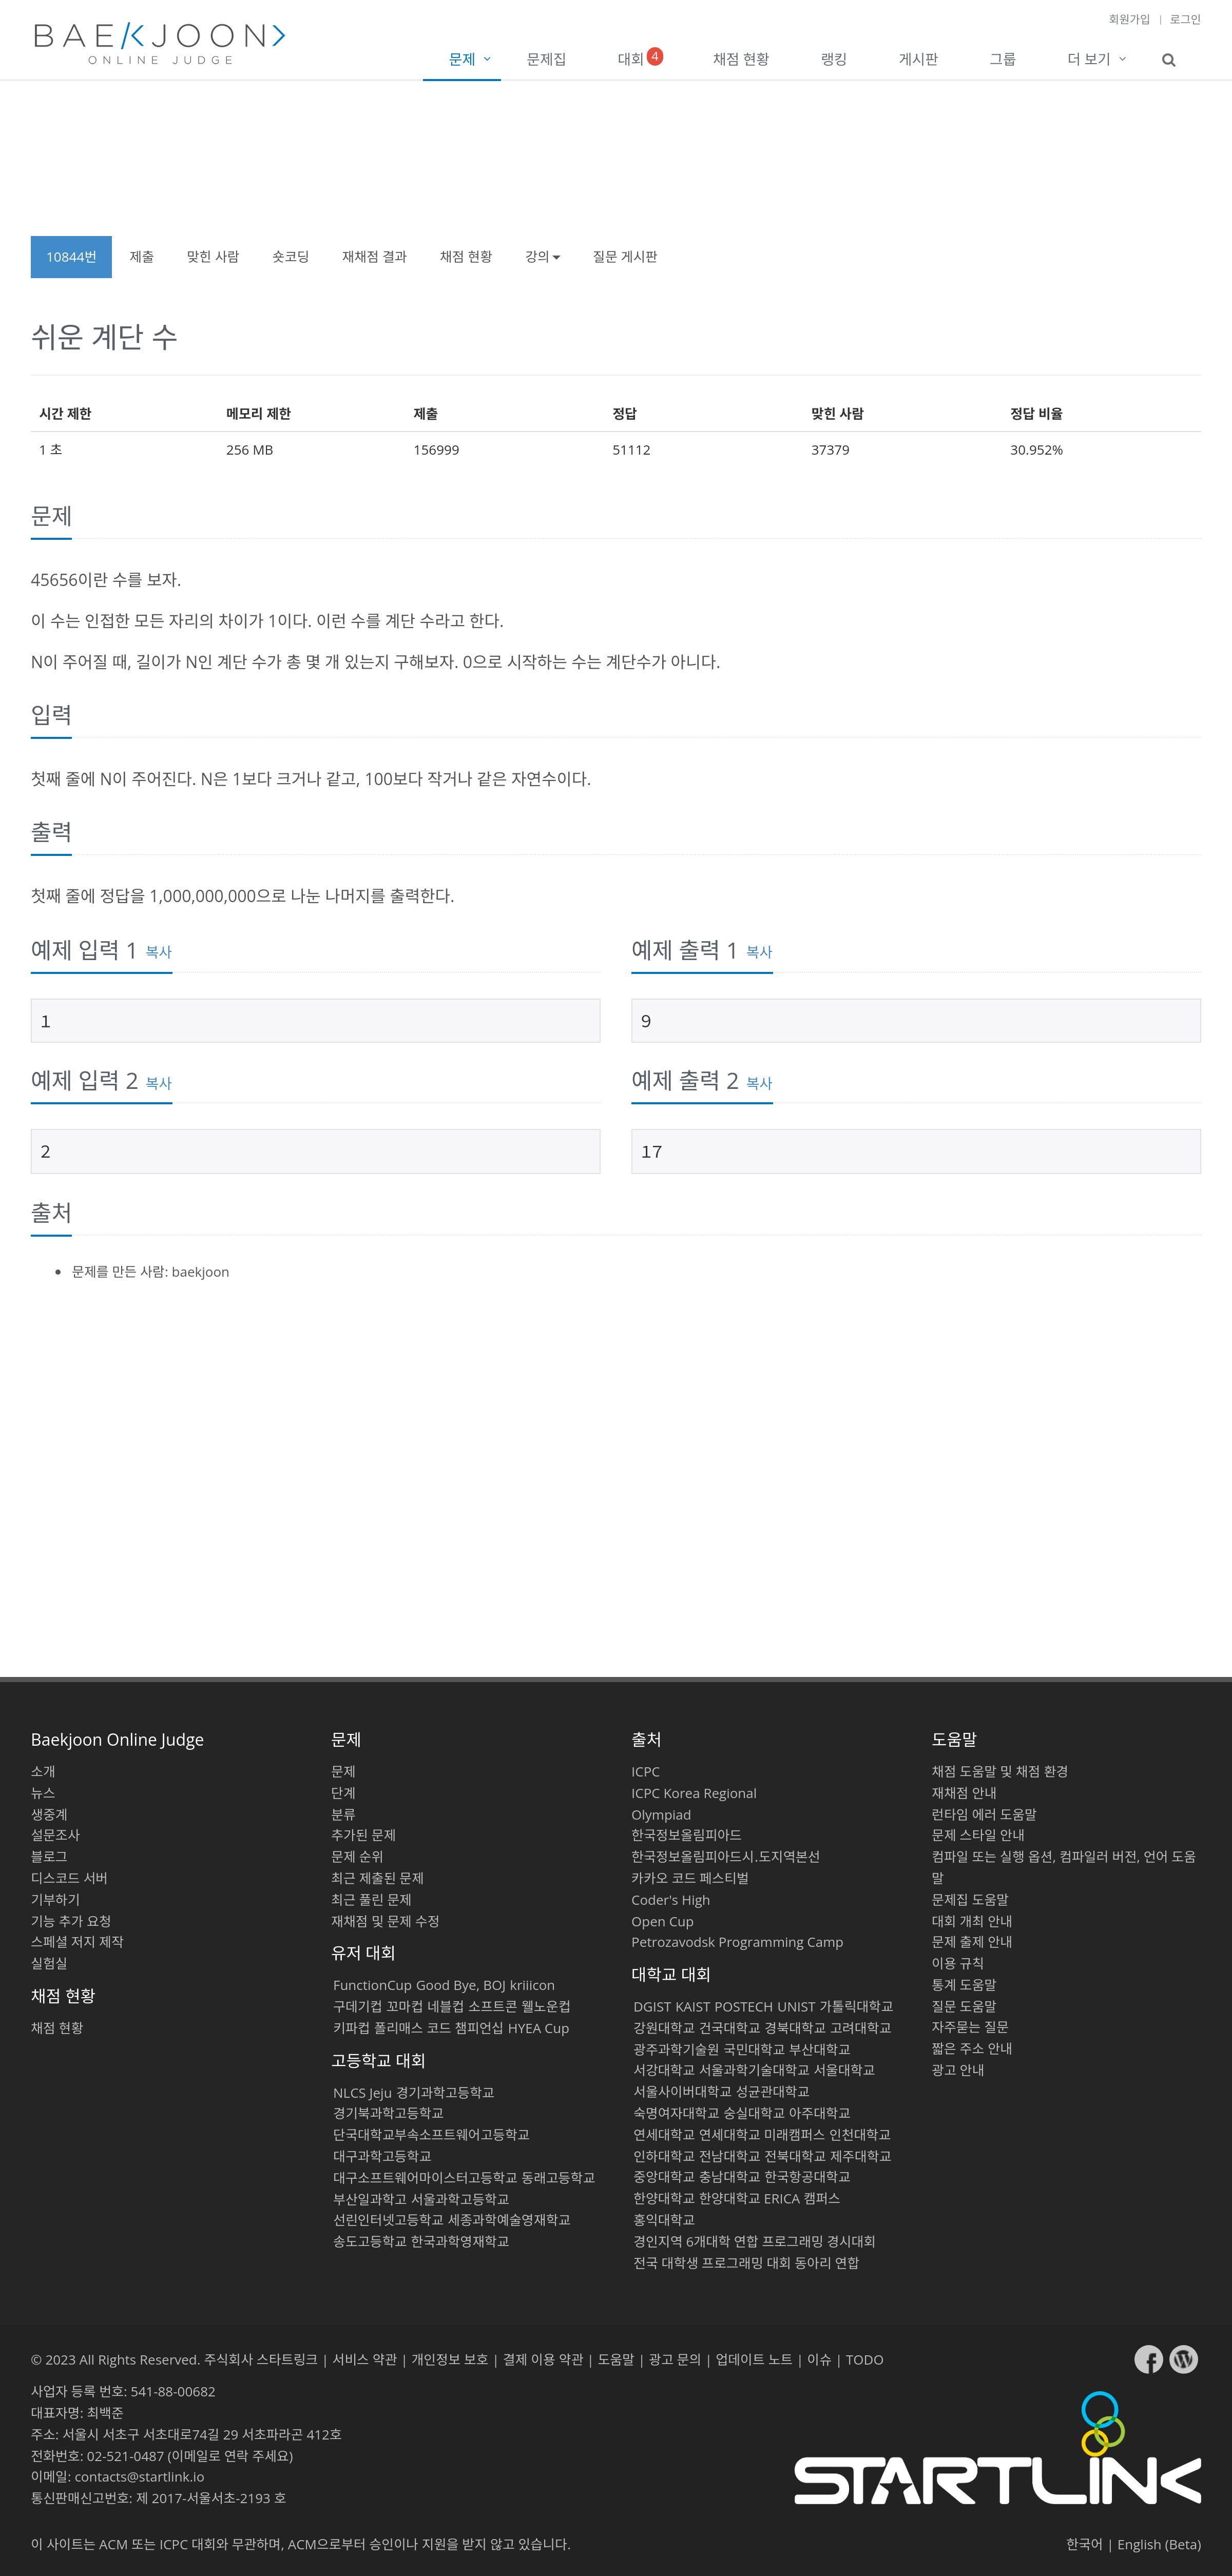 회원가입 | 로그인
BAEKJOON
ONLINE JUDGE
문제 문제집 대회 4 채점 현황 랭킹 게시판 그룹 더 보기
10844번 제출 맞힌 사람 숏코딩 재채점 결과 채점 현황 강의 질문 게시판
쉬운 계단 수
시간 제한 메모리 제한 제출 정답 맞힌 사람 정답 비율
1 초 256 MB 156999 51112 37379 30.952%
문제
45656이란 수를 보자.
이 수는 인접한 모든 자리의 차이가 1이다. 이런 수를 계단 수라고 한다.
N이 주어질 때, 길이가 N인 계단 수가 총 몇 개 있는지 구해보자. 0으로 시작하는 수는 계단수가 아니다.
입력
첫째 줄에 N이 주어진다. N은 1보다 크거나 같고, 100보다 작거나 같은 자연수이다.
출력
첫째 줄에 정답을 1,000,000,000으로 나눈 나머지를 출력한다.
예제 입력 1 복사
1
예제 출력 1 복사
9
예제 입력 2 복사
2
예제 출력 2 복사
17
출처
문제를 만든 사람: baekjoon
Baekjoon Online Judge
소개
뉴스
생중계
설문조사
블로그
디스코드 서버
기부하기
기능 추가 요청
스페셜 저지 제작
실험실
채점 현황
채점 현황
문제
문제
단계
분류
추가된 문제
문제 순위
최근 제출된 문제
최근 풀린 문제
재채점 및 문제 수정
유저 대회
FunctionCup Good Bye, BOJ kriiicon
구데기컵 꼬마컵 네블컵 소프트콘 웰노운컵
키파컵 폴리매스 코드 챔피언십 HYEA Cup
고등학교 대회
NLCS Jeju 경기과학고등학교
경기북과학고등학교
단국대학교부속소프트웨어고등학교
대구과학고등학교
대구소프트웨어마이스터고등학교 동래고등학교
부산일과학고 서울과학고등학교
선린인터넷고등학교 세종과학예술영재학교
송도고등학교 한국과학영재학교
출처
ICPC
ICPC Korea Regional
Olympiad
한국정보올림피아드
한국정보올림피아드시.도지역본선
카카오 코드 페스티벌
Coder's High
Open Cup
Petrozavodsk Programming Camp
대학교 대회
DGIST KAIST POSTECH UNIST 가톨릭대학교
강원대학교 건국대학교 경북대학교 고려대학교
광주과학기술원 국민대학교 부산대학교
서강대학교 서울과학기술대학교 서울대학교
서울사이버대학교 성균관대학교
숙명여자대학교 숭실대학교 아주대학교
연세대학교 연세대학교 미래캠퍼스 인천대학교
인하대학교 전남대학교 전북대학교 제주대학교
중앙대학교 충남대학교 한국항공대학교
한양대학교 한양대학교 ERICA 캠퍼스
홍익대학교
경인지역 6개대학 연합 프로그래밍 경시대회
전국 대학생 프로그래밍 대회 동아리 연합
도움말
채점 도움말 및 채점 환경
재채점 안내
런타임 에러 도움말
문제 스타일 안내
컴파일 또는 실행 옵션, 컴파일러 버전, 언어 도움
말
문제집 도움말
대회 개최 안내
문제 출제 안내
이용 규칙
통계 도움말
질문 도움말
자주묻는 질문
짧은 주소 안내
광고 안내
© 2023 All Rights Reserved. 주식회사 스타트링크 | 서비스 약관 | 개인정보 보호 | 결제 이용 약관 | 도움말 | 광고 문의 | 업데이트 노트 | 이슈 | TODO
사업자 등록 번호: 541-88-00682
대표자명: 최백준
주소: 서울시 서초구 서초대로74길 29 서초파라곤 412호
전화번호: 02-521-0487 (이메일로 연락 주세요)
이메일: contacts@startlink.io
통신판매신고번호: 제 2017-서울서초-2193 호
STARTLINK
이 사이트는 ACM 또는 ICPC 대회와 무관하며, ACM으로부터 승인이나 지원을 받지 않고 있습니다.
한국어 | English (Beta)